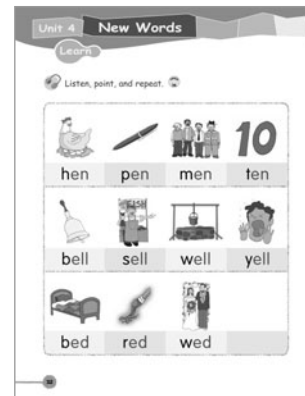 Unit 4 New Words
Learn
Listen, point, and repeat.
10
hen pen men ten
bell sell well yell
bed red wed